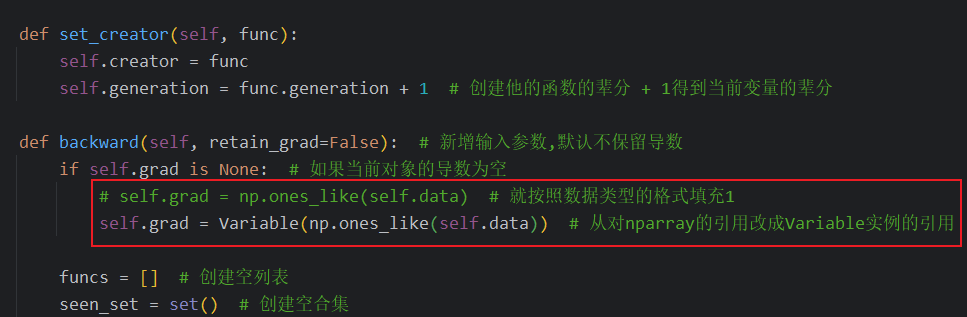 def set_creator(self, func):
self.creator = func
self.generation = func.generation + 1  # 创建他的函数的辈分 + 1得到当前变量的辈分
def backward(self, retain_grad=False):  # 新增输入参数,默认不保留导数
if self.grad is None:  # 如果当前对象的导数为空
# self.grad = np.ones_like(self.data)  # 就按照数据类型的格式填充1
self.grad = Variable(np.ones_like(self.data))  # 从对nparray的引用改成Variable实例的引用
funcs = []  # 创建空列表
seen_set = set()  # 创建空合集